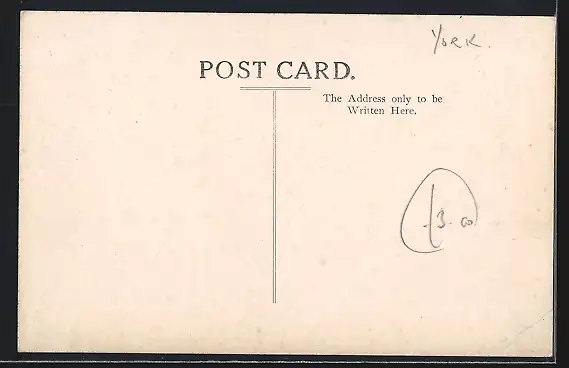 York.
POST CARD.
The Address only to be
Written Here.
£3.00